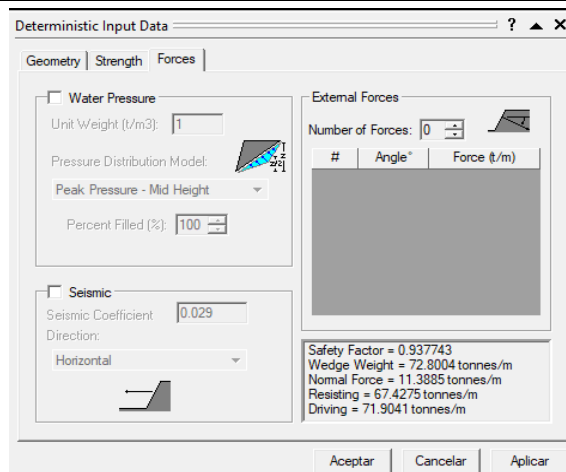 Deterministic Input Data
?
Geometry Strength Forces
Water Pressure
Unit Weight (t/m3): 1
Pressure Distribution Model:
Peak Pressure - Mid Height
Percent Filled (%): 100
Seismic
Seismic Coefficient 0.029
Direction:
Horizontal
External Forces
Number of Forces: 0
# Angle° Force (t/m)
Safety Factor = 0.937743
Wedge Weight = 72.8004 tonnes/m
Normal Force = 11.3885 tonnes/m
Resisting = 67.4275 tonnes/m
Driving = 71.9041 tonnes/m
Aceptar Cancelar Aplicar